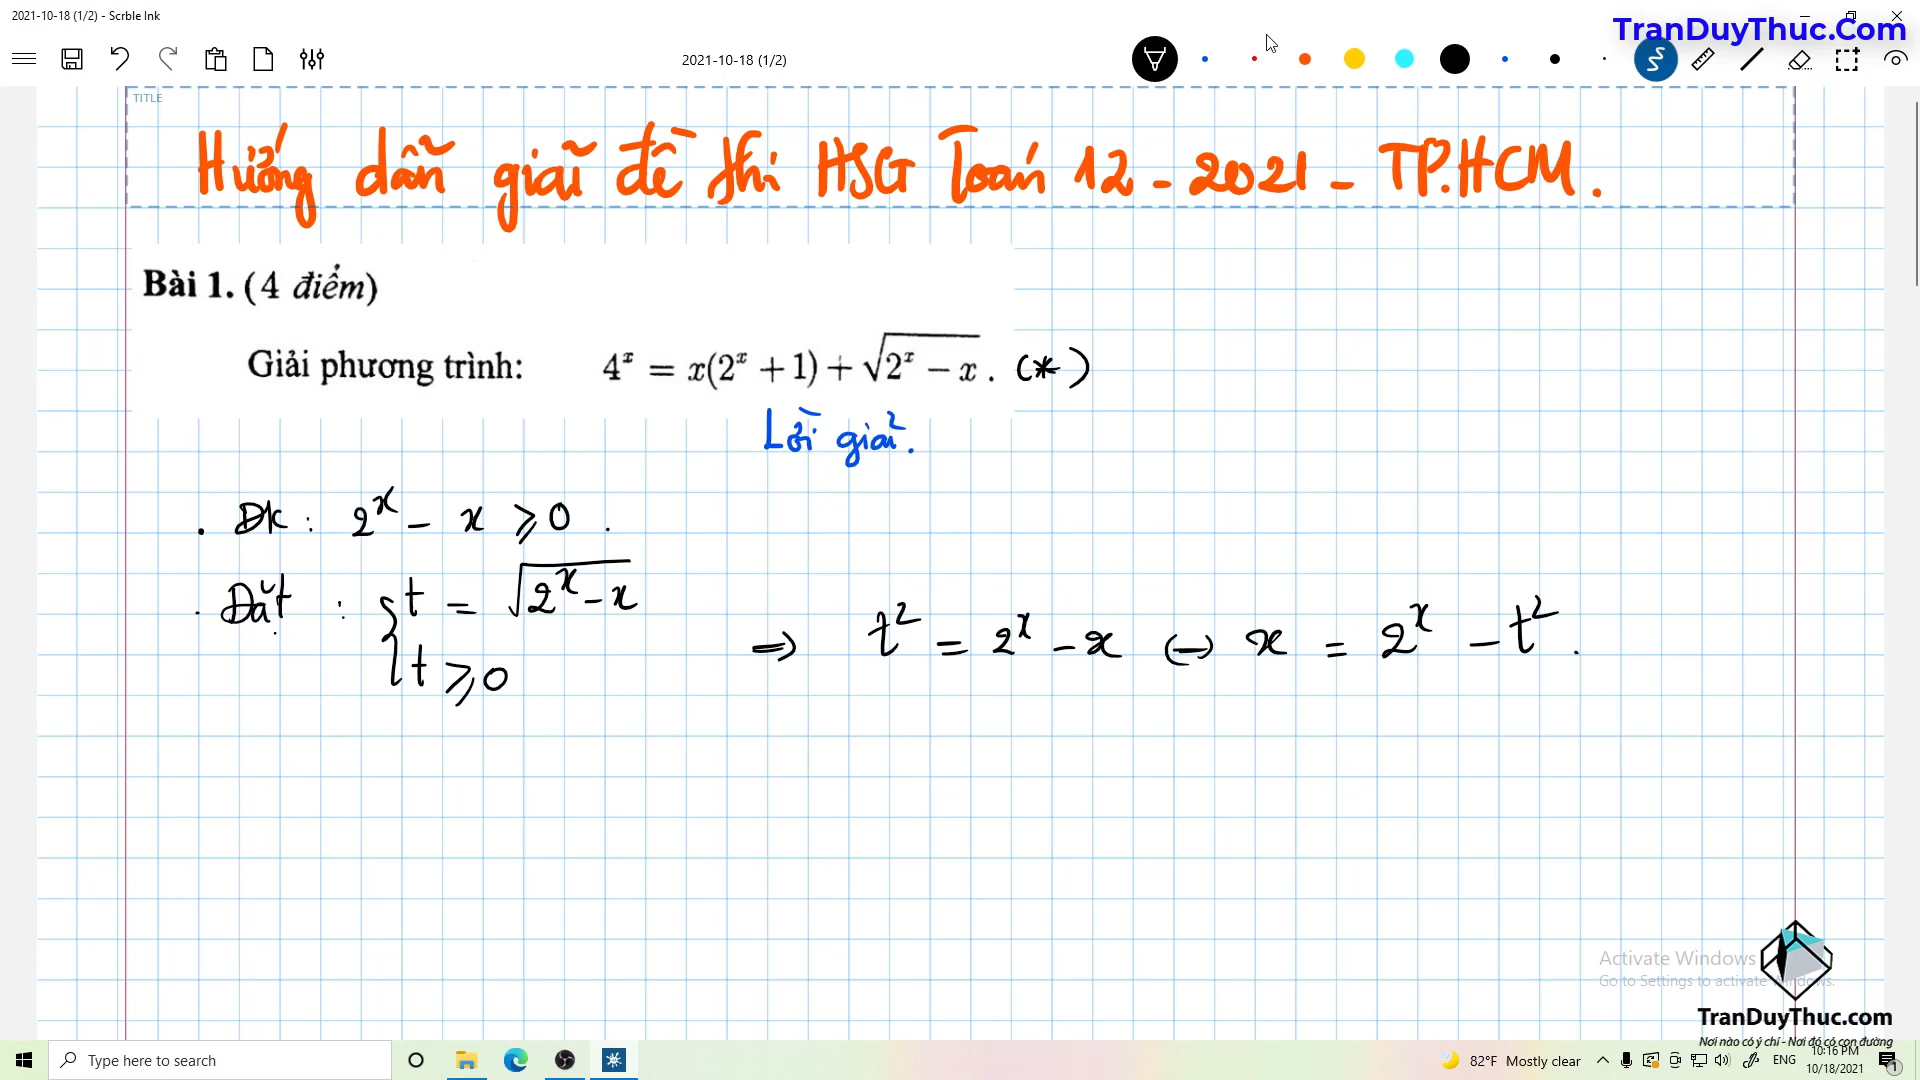 2021-10-18 (1/2) - Scrble Ink
TranDuyThuc.Com
2021-10-18 (1/2)
TITLE
Hướng dẫn giải đề thi HSG Toán 12 - 2021 - TP.HCM.
Bài 1. (4 điểm)
Giải phương trình: 4^x = x(2^x + 1) + √(2^x − x) . (*)
Lời giải.
. ĐK : 2^x − x ⩾ 0 .
. Đặt : { t = √(2^x − x)
t ⩾ 0
⇒ t² = 2^x − x ⟺ x = 2^x − t² .
Activate Windows
Go to Settings to activate Windows.
TranDuyThuc.com
Nơi nào có ý chí - Nơi đó có con đường
Type here to search
82°F Mostly clear
ENG
10:16 PM
10/18/2021
1